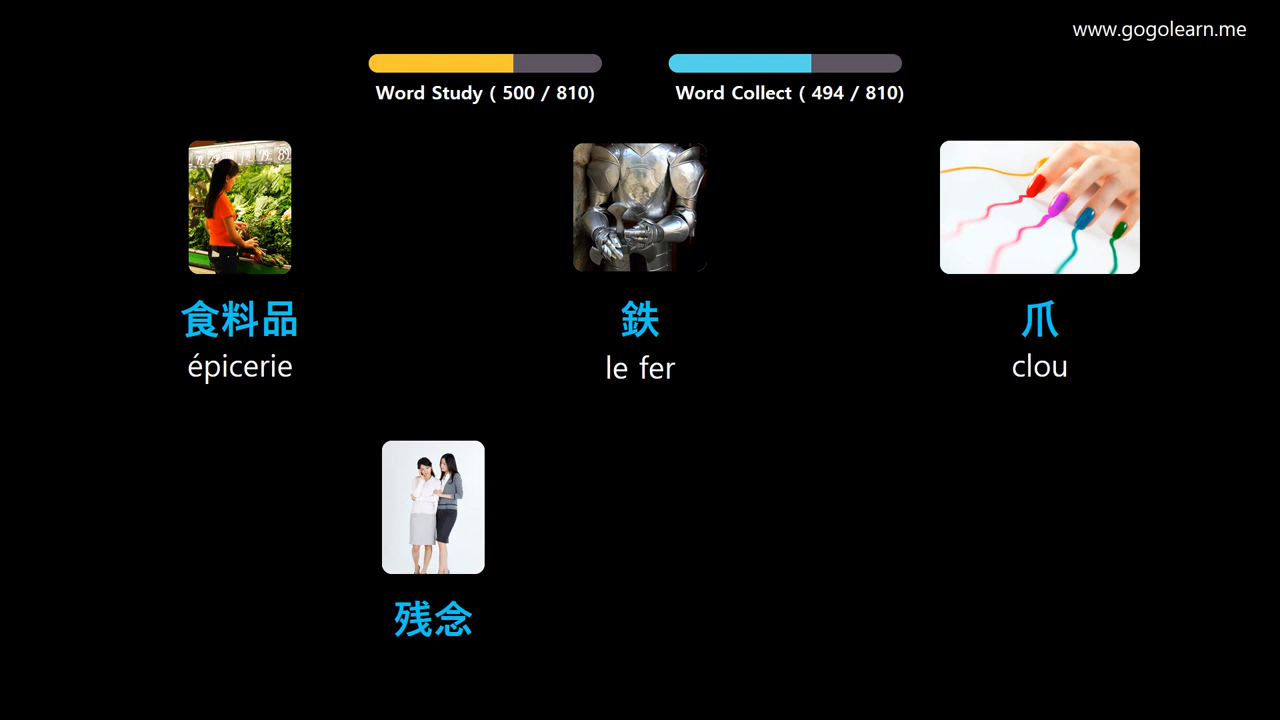 www.gogolearn.me
Word Study ( 500 / 810)
Word Collect ( 494 / 810)
食料品
épicerie
鉄
le fer
爪
clou
残念